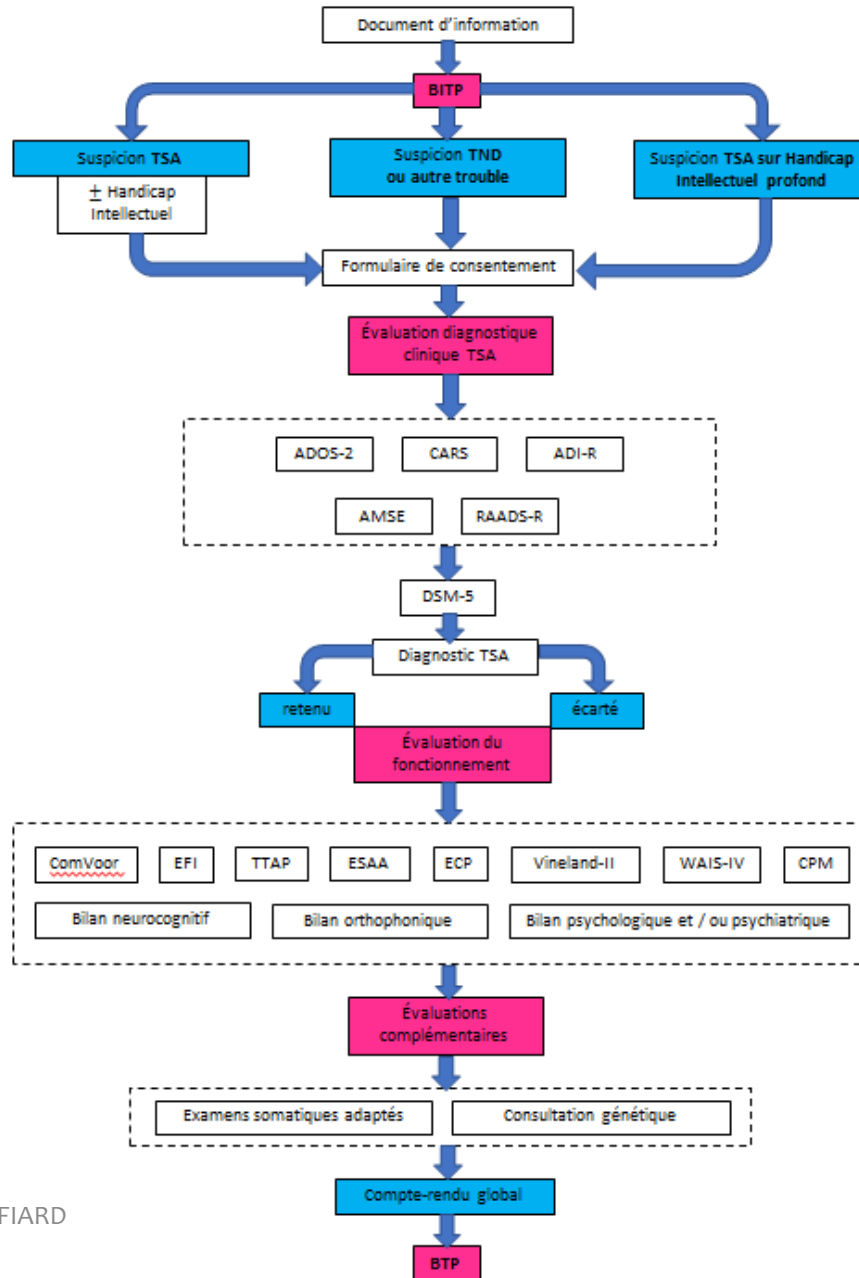 Document d'information
BITP
Suspicion TSA
± Handicap
Intellectuel
Suspicion TND
ou autre trouble
Suspicion TSA sur Handicap
Intellectuel profond
Formulaire de consentement
Évaluation diagnostique
clinique TSA
ADOS-2 CARS ADI-R
AMSE RAADS-R
DSM-5
Diagnostic TSA
retenu écarté
Évaluation du
fonctionnement
ComVoor EFI TTAP ESAA ECP Vineland-II WAIS-IV CPM
Bilan neurocognitif Bilan orthophonique Bilan psychologique et / ou psychiatrique
Évaluations
complémentaires
Examens somatiques adaptés Consultation génétique
Compte-rendu global
FIARD
BTP